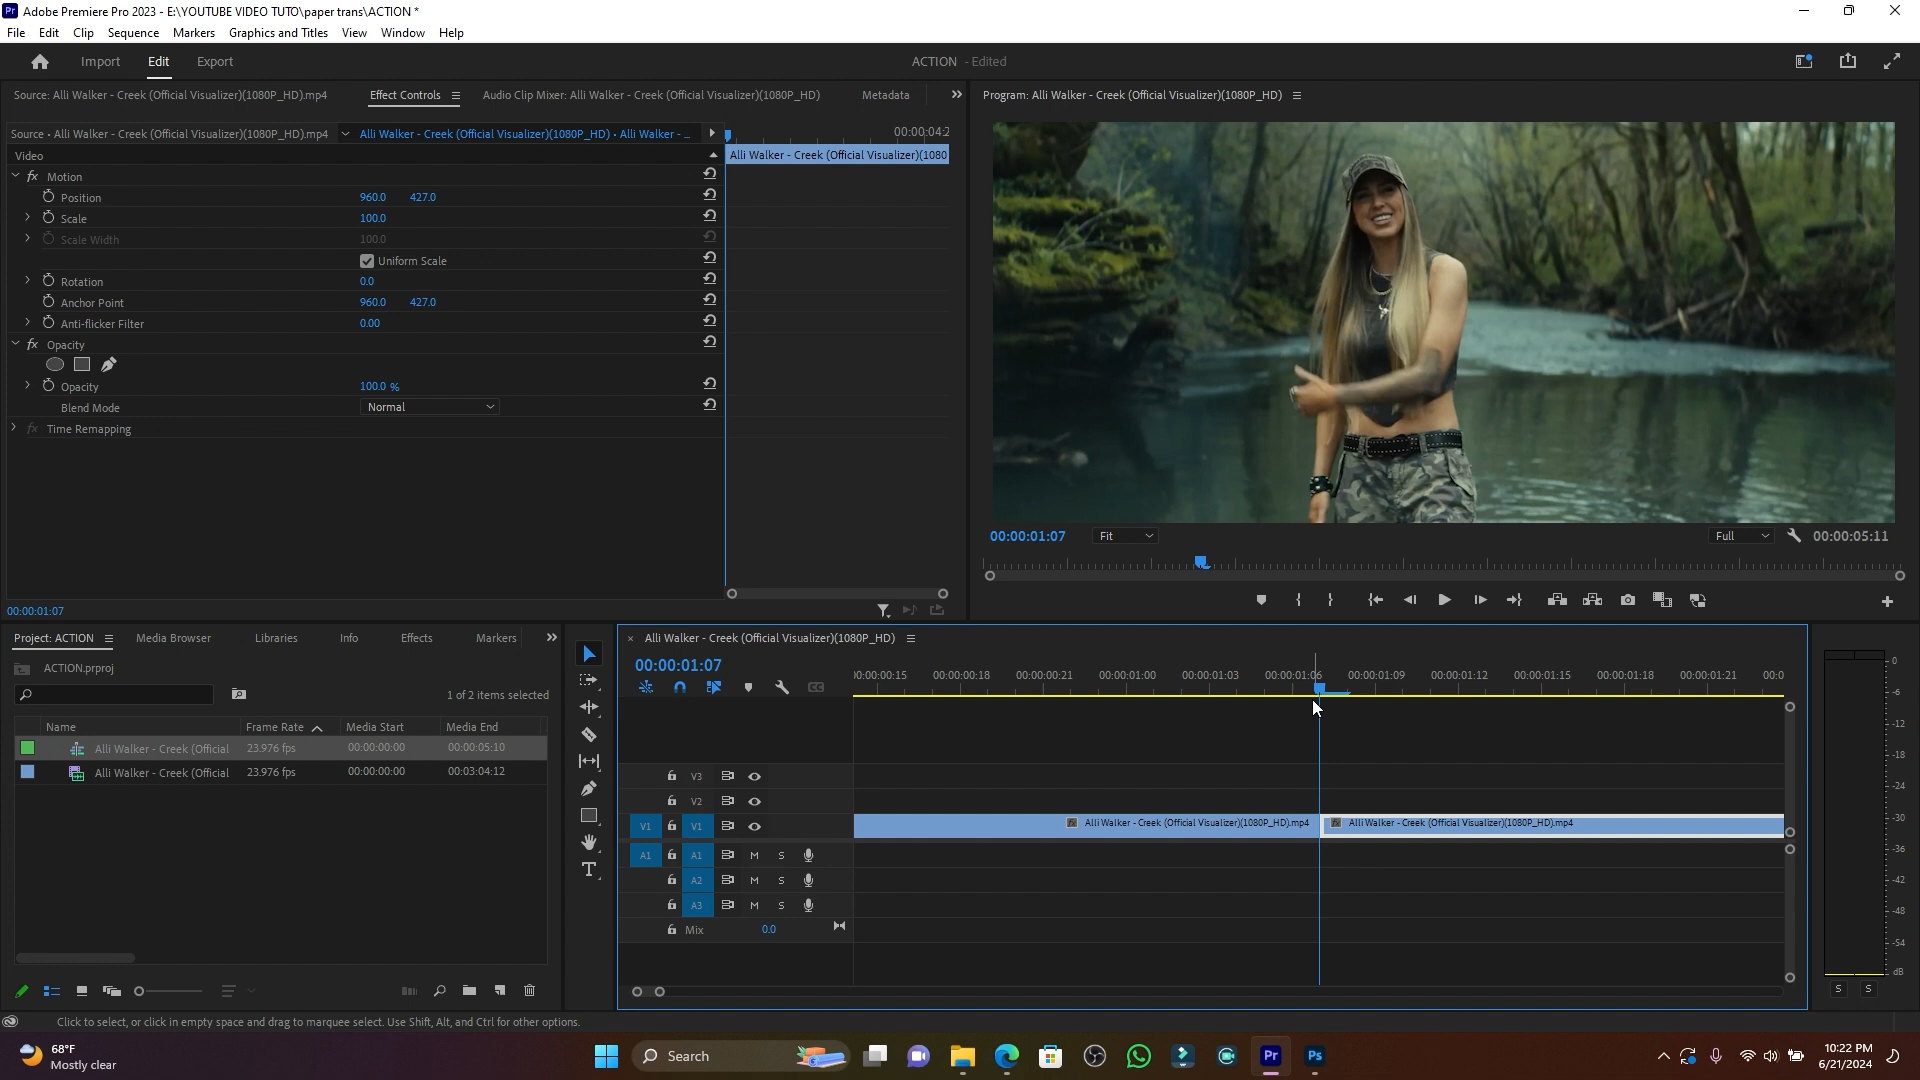 Pr Adobe Premiere Pro 2023 - E:\YOUTUBE VIDEO TUTO\paper trans\ACTION *
File Edit Clip Sequence Markers Graphics and Titles View Window Help
Import Edit Export ACTION - Edited
Source: Alli Walker - Creek (Official Visualizer)(1080P_HD).mp4 Effect Controls Audio Clip Mixer: Alli Walker - Creek (Official Visualizer)(1080P_HD) Metadata
Program: Alli Walker - Creek (Official Visualizer)(1080P_HD)
Source • Alli Walker - Creek (Official Visualizer)(1080P_HD).mp4 Alli Walker - Creek (Official Visualizer)(1080P_HD) • Alli Walker - ... 00:00:04:2
Video Alli Walker - Creek (Official Visualizer)(1080
fx Motion
Position 960.0 427.0
Scale 100.0
Scale Width 100.0
Uniform Scale
Rotation 0.0
Anchor Point 960.0 427.0
Anti-flicker Filter 0.00
fx Opacity
Opacity 100.0 %
Blend Mode Normal
fx Time Remapping
00:00:01:07 Fit Full 00:00:05:11
00:00:01:07
Project: ACTION Media Browser Libraries Info Effects Markers
ACTION.prproj
1 of 2 items selected
Name Frame Rate Media Start Media End
Alli Walker - Creek (Official 23.976 fps 00:00:00:00 00:00:05:10
Alli Walker - Creek (Official 23.976 fps 00:00:00:00 00:03:04:12
× Alli Walker - Creek (Official Visualizer)(1080P_HD)
00:00:01:07
00:00:00:15 00:00:00:18 00:00:00:21 00:00:01:00 00:00:01:03 00:00:01:06 00:00:01:09 00:00:01:12 00:00:01:15 00:00:01:18 00:00:01:21 00:0
CC
V3
V2
V1 V1 fx Alli Walker - Creek (Official Visualizer)(1080P_HD).mp4 fx Alli Walker - Creek (Official Visualizer)(1080P_HD).mp4
A1 A1 M S
A2 M S
A3 M S
Mix 0.0
T
0
-6
-12
-18
-24
-30
-36
-42
-48
-54
dB
S S
Click to select, or click in empty space and drag to marquee select. Use Shift, Alt, and Ctrl for other options.
68°F
Mostly clear
Search
Pr Ps
10:22 PM
6/21/2024